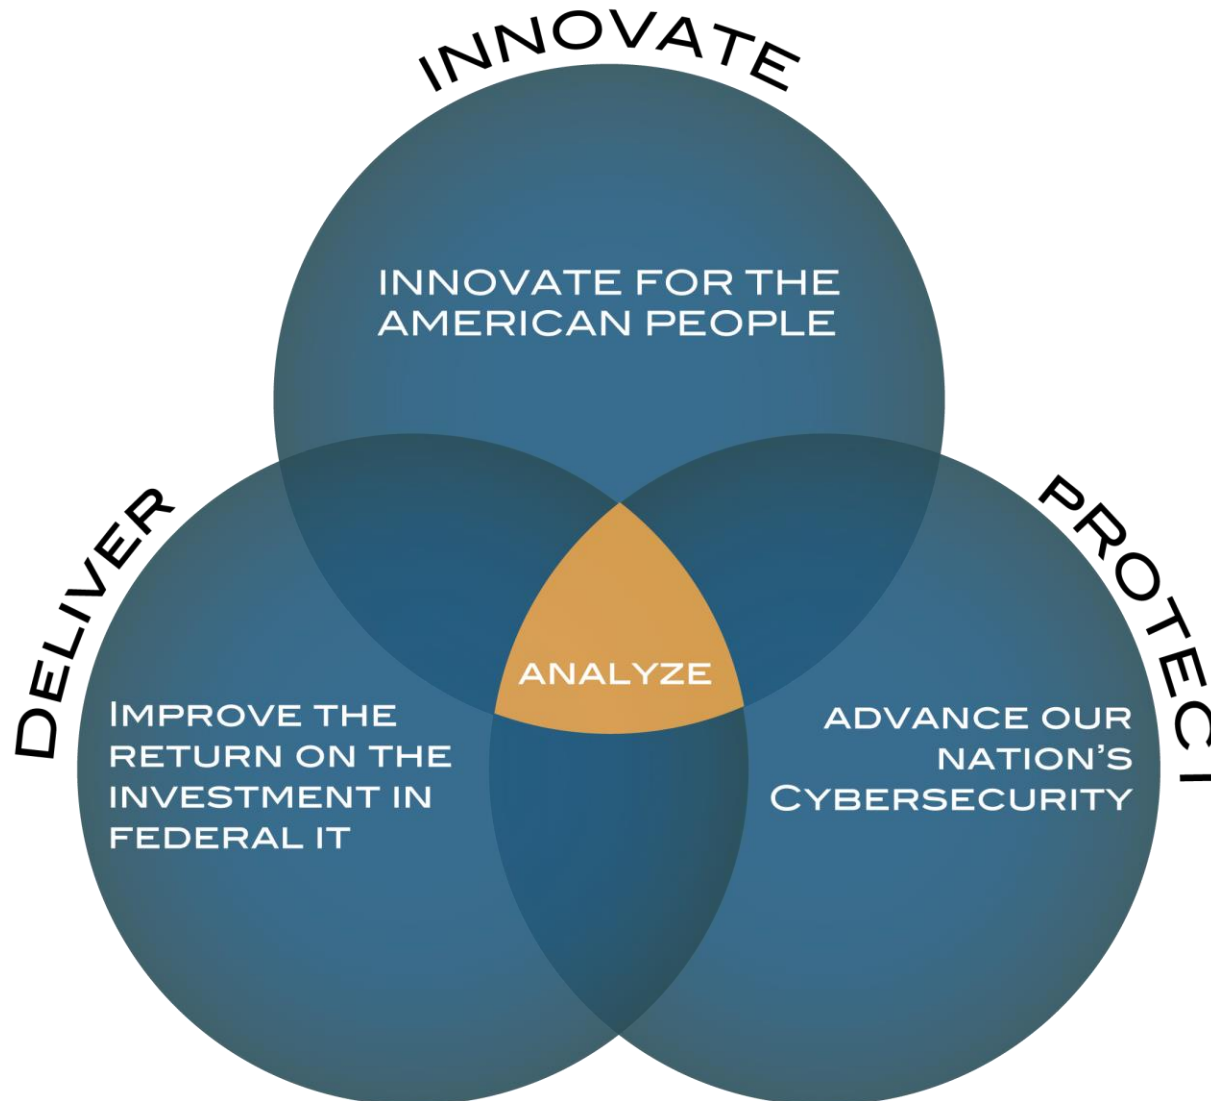 INNOVATE
INNOVATE FOR THE
AMERICAN PEOPLE
DELIVER
PROTECT
ANALYZE
IMPROVE THE
RETURN ON THE
INVESTMENT IN
FEDERAL IT
ADVANCE OUR
NATION'S
CYBERSECURITY